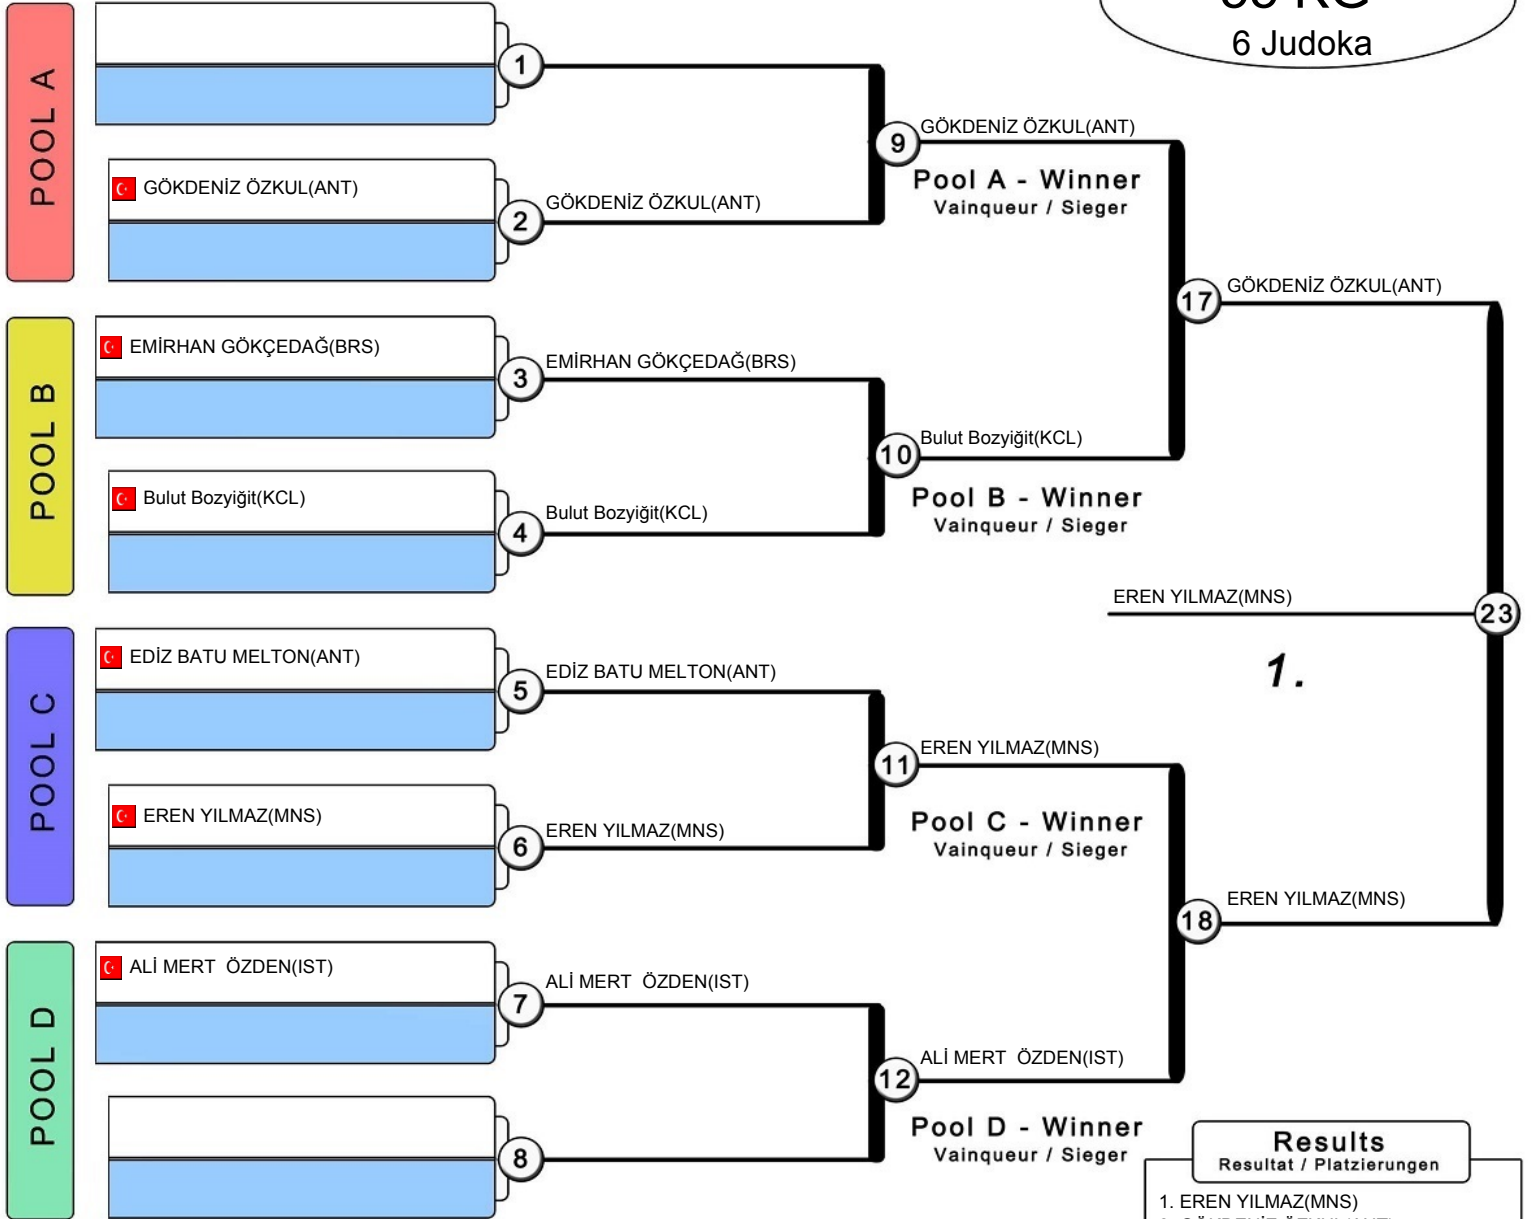 KG
6 Judoka
POOL A
1
GÖKDENİZ ÖZKUL(ANT)
2
GÖKDENİZ ÖZKUL(ANT)
9
GÖKDENİZ ÖZKUL(ANT)
Pool A - Winner
Vainqueur / Sieger
17
GÖKDENİZ ÖZKUL(ANT)
POOL B
EMİRHAN GÖKÇEDAĞ(BRS)
3
EMİRHAN GÖKÇEDAĞ(BRS)
Bulut Bozyiğit(KCL)
4
Bulut Bozyiğit(KCL)
10
Bulut Bozyiğit(KCL)
Pool B - Winner
Vainqueur / Sieger
EREN YILMAZ(MNS)
23
1.
POOL C
EDİZ BATU MELTON(ANT)
5
EDİZ BATU MELTON(ANT)
EREN YILMAZ(MNS)
6
EREN YILMAZ(MNS)
11
EREN YILMAZ(MNS)
Pool C - Winner
Vainqueur / Sieger
18
EREN YILMAZ(MNS)
POOL D
ALİ MERT  ÖZDEN(IST)
7
ALİ MERT  ÖZDEN(IST)
8
12
ALİ MERT  ÖZDEN(IST)
Pool D - Winner
Vainqueur / Sieger
Results
Resultat / Platzierungen
1. EREN YILMAZ(MNS)